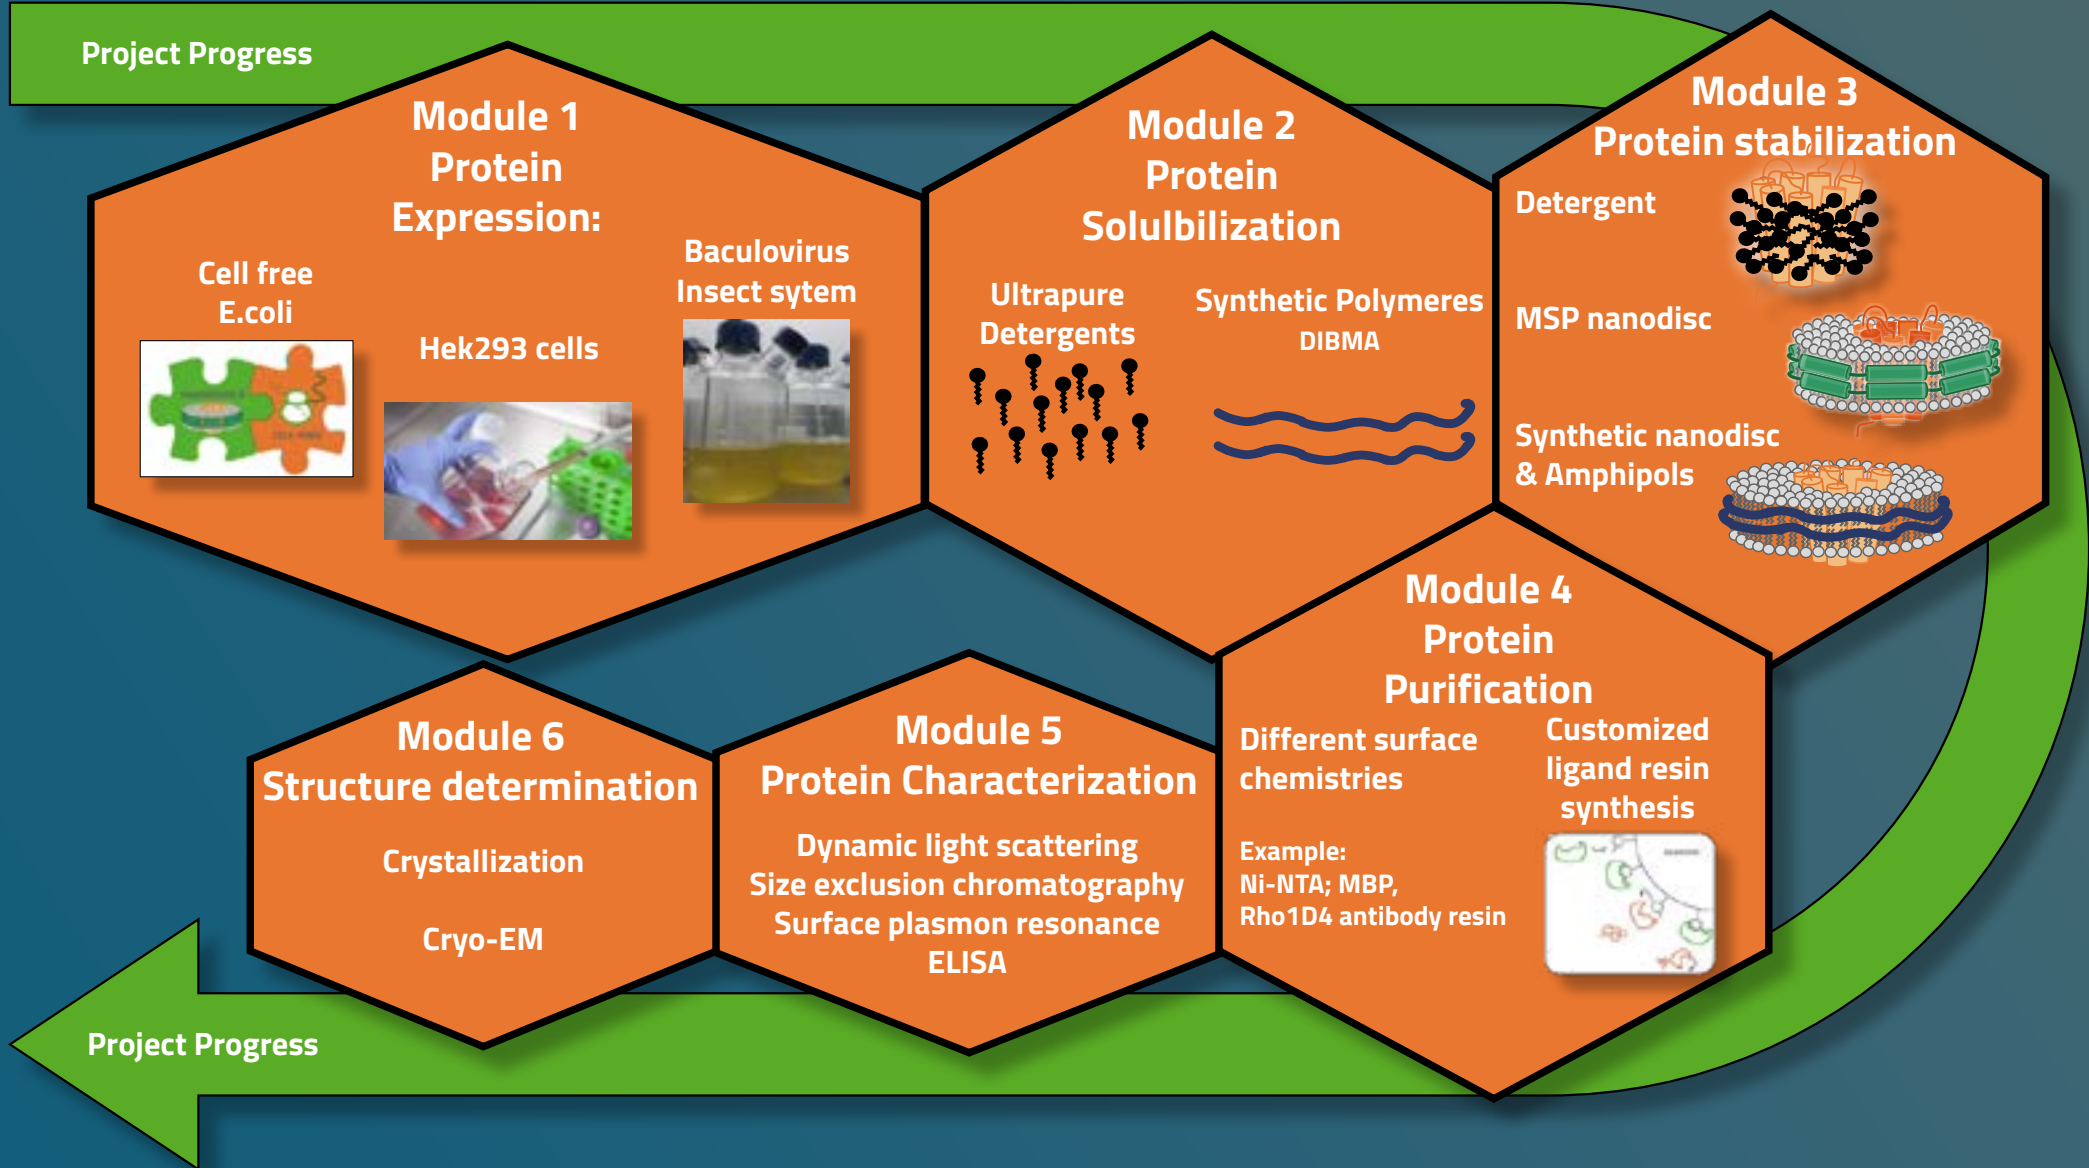 Project Progress
Module 1
Protein
Expression:
Cell free
E.coli
Hek293 cells
Baculovirus
Insect sytem
Module 2
Protein
Solulbilization
Ultrapure
Detergents
Synthetic Polymeres
DIBMA
Module 3
Protein stabilization
Detergent
MSP nanodisc
Synthetic nanodisc
& Amphipols
Module 4
Protein
Purification
Different surface
chemistries
Example:
Ni-NTA; MBP,
Rho1D4 antibody resin
Customized
ligand resin
synthesis
Module 5
Protein Characterization
Dynamic light scattering
Size exclusion chromatography
Surface plasmon resonance
ELISA
Module 6
Structure determination
Crystallization
Cryo-EM
Project Progress